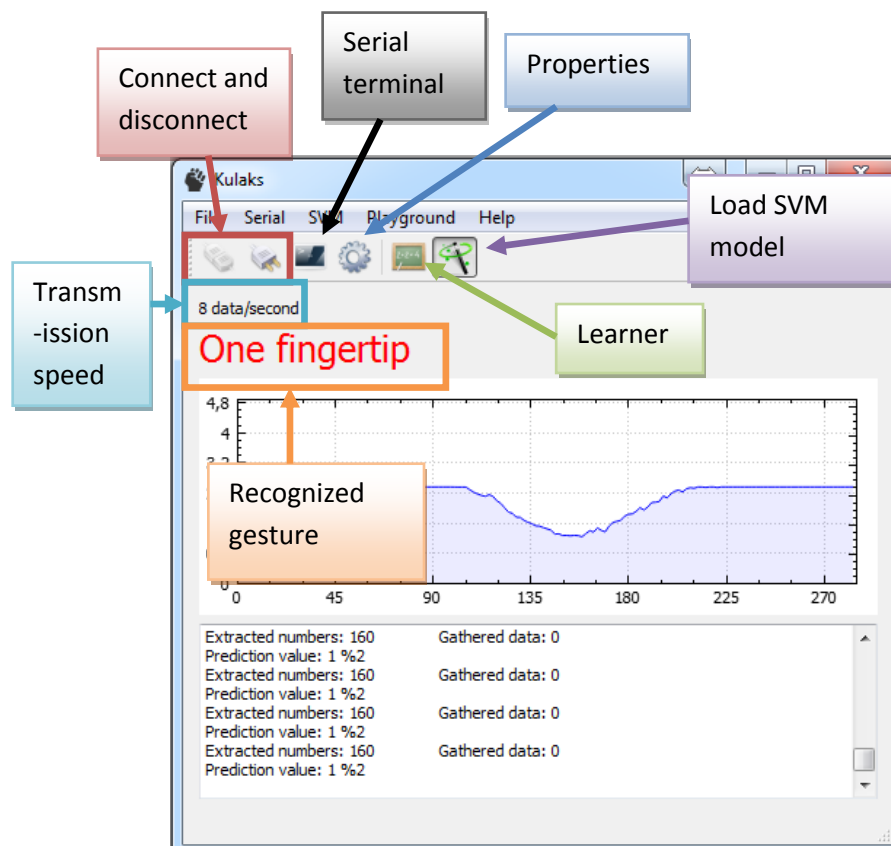 Serial
terminal
Properties
Connect and
disconnect
Kulaks
Serial SVM Playground Help
Load SVM
model
Transm
-ission
speed
8 data/second
Learner
One fingertip
4,8
4
Recognized
gesture
0
0 45 90 135 180 225 270
Extracted numbers: 160 Gathered data: 0
Prediction value: 1 %2
Extracted numbers: 160 Gathered data: 0
Prediction value: 1 %2
Extracted numbers: 160 Gathered data: 0
Prediction value: 1 %2
Extracted numbers: 160 Gathered data: 0
Prediction value: 1 %2